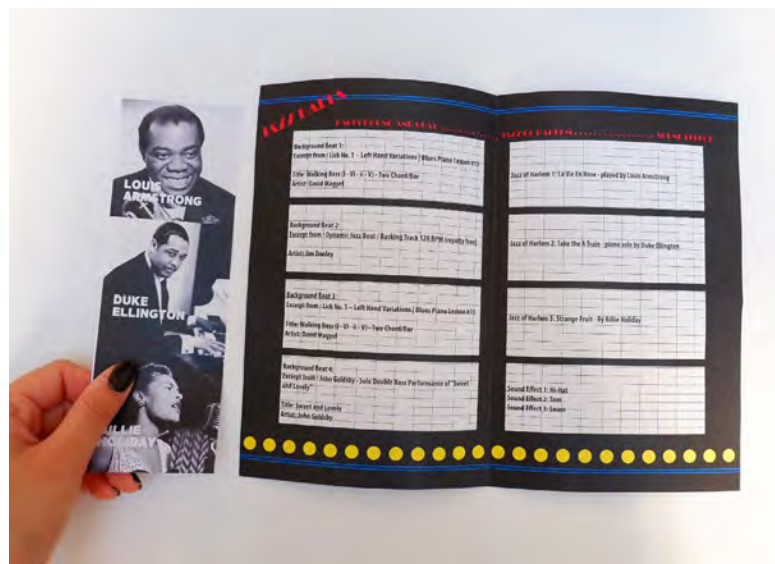 LOUIS
ARMSTRONG
DUKE
ELLINGTON
BILLIE
HOLIDAY
JAZZ
BACKGROUND
JAZZ OF HARLEM
SOUND EFFECT
Background Beat 1:
Excerpt from : Lick No. 1 – Left Hand Variations | Blues Piano Lesson #13
Title: Walking Bass (I - VI - ii - V) – Two Chord/Bar
Artist: David Magyel
Background Beat 2:
Excerpt from : Dynamic Jazz Beat / Backing Track 120 BPM (royalty free)
Artist: Jim Dooley
Background Beat 3:
Excerpt from : Lick No. 1 – Left Hand Variations | Blues Piano Lesson #13
Title: Walking Bass (I - VI - ii - V) – Two Chord/Bar
Artist: David Magyel
Background Beat 4:
Excerpt from : John Goldsby - Solo Double Bass Performance of "Sweet
and Lovely"
Title: Sweet and Lovely
Artist: John Goldsby
Jazz of Harlem 1: La Vie En Rose - played by Louis Armstrong
Jazz of Harlem 2: Take the A Train - piano solo by Duke Ellington
Jazz of Harlem 3: Strange Fruit - By Billie Holiday
Sound Effect 1: Hi-Hat
Sound Effect 2: Tom
Sound Effect 3: Snare